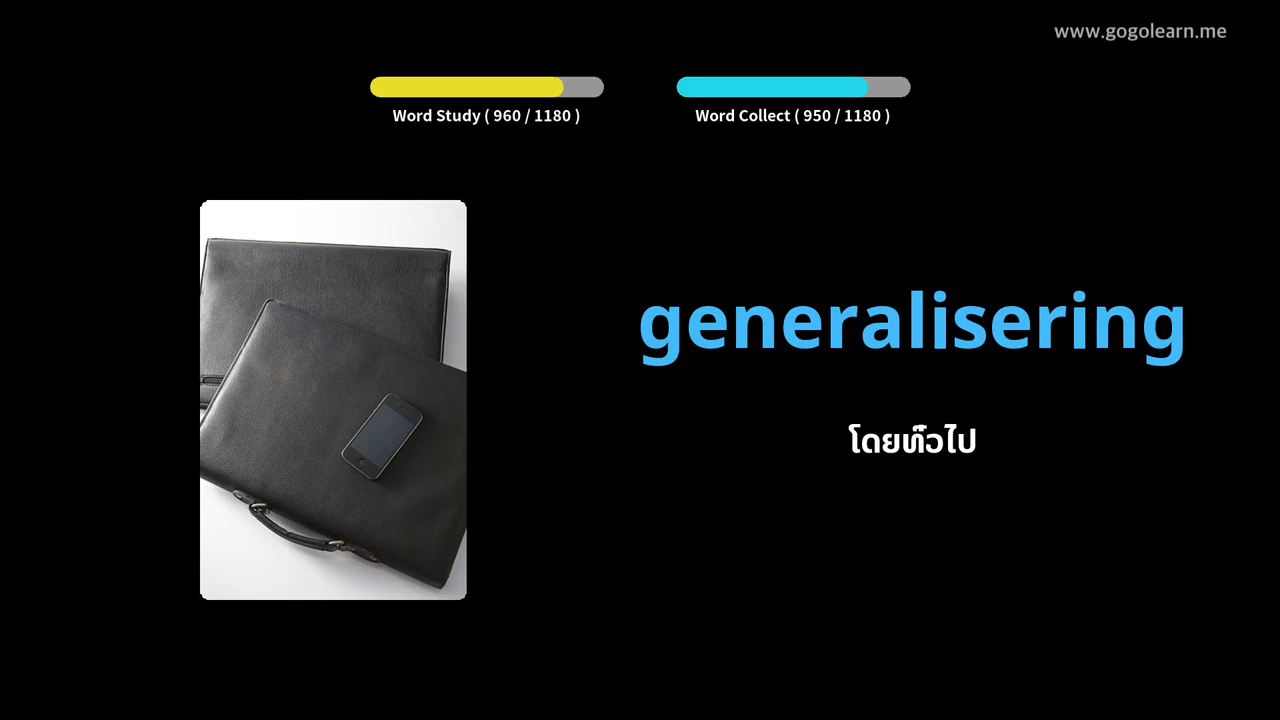 www.gogolearn.me
Word Study ( 960 / 1180 )
Word Collect ( 950 / 1180 )
generalisering
โดยทั่วไป